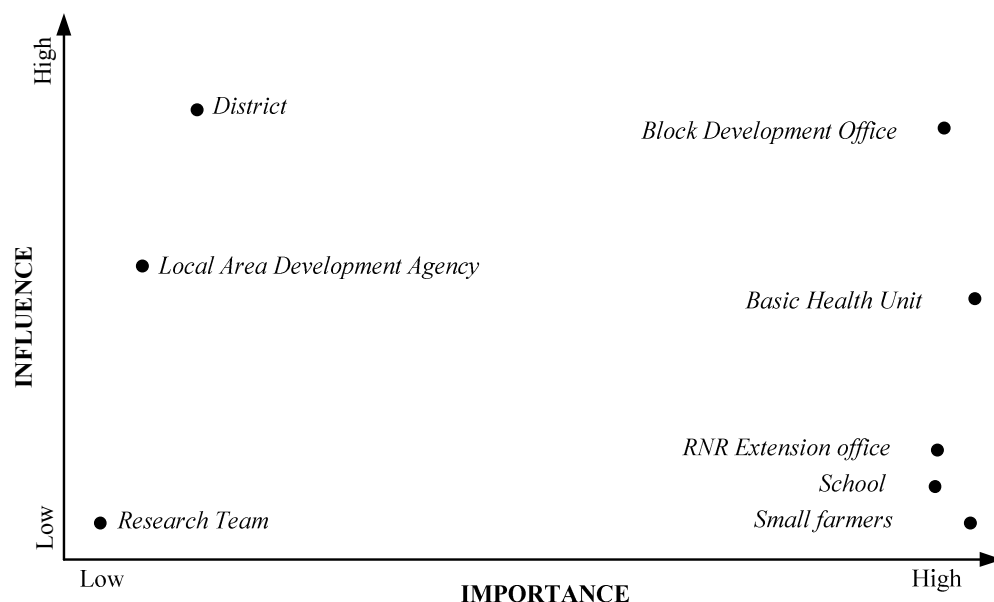 High
District
Block Development Office
Local Area Development Agency
INFLUENCE
Basic Health Unit
RNR Extension office
School
Low
Research Team
Small farmers
Low
High
IMPORTANCE